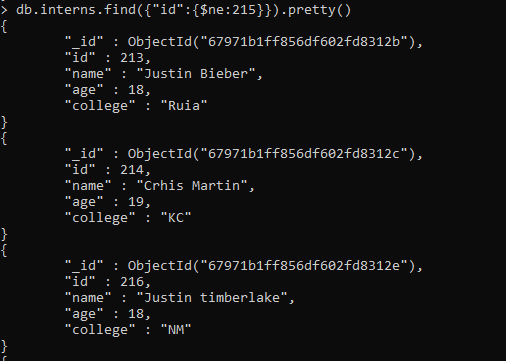 > db.interns.find({"id":{$ne:215}}).pretty()
{
"_id" : ObjectId("67971b1ff856df602fd8312b"),
"id" : 213,
"name" : "Justin Bieber",
"age" : 18,
"college" : "Ruia"
}
{
"_id" : ObjectId("67971b1ff856df602fd8312c"),
"id" : 214,
"name" : "Crhis Martin",
"age" : 19,
"college" : "KC"
}
{
"_id" : ObjectId("67971b1ff856df602fd8312e"),
"id" : 216,
"name" : "Justin timberlake",
"age" : 18,
"college" : "NM"
}
{